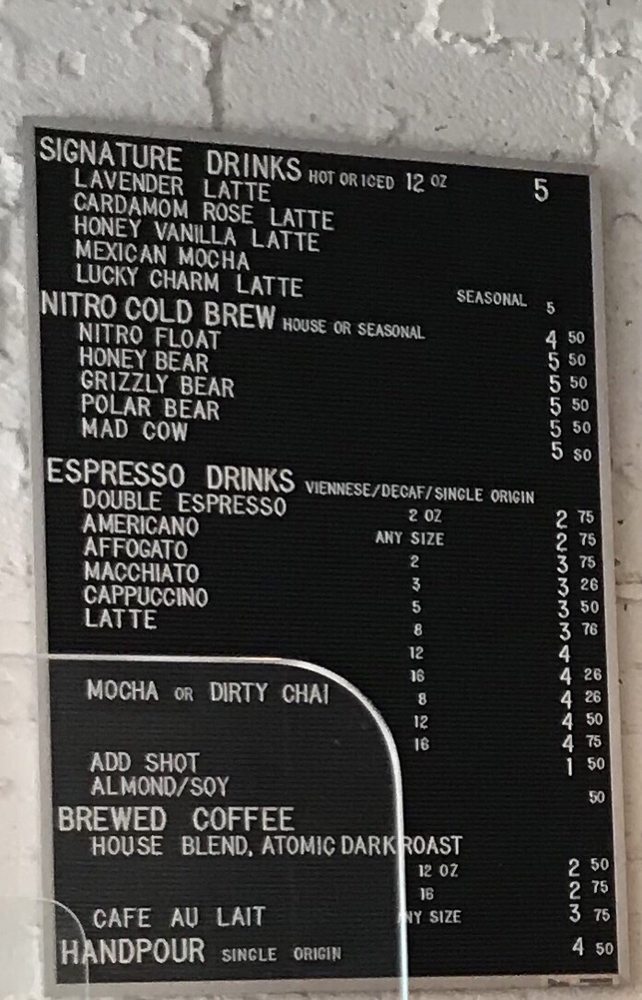 SIGNATURE DRINKS HOT OR ICED 12 OZ 5
LAVENDER LATTE
CARDAMOM ROSE LATTE
HONEY VANILLA LATTE
MEXICAN MOCHA
LUCKY CHARM LATTE SEASONAL 5
NITRO COLD BREW HOUSE OR SEASONAL 4 50
NITRO FLOAT 5 50
HONEY BEAR 5 50
GRIZZLY BEAR 5 50
POLAR BEAR 5 50
MAD COW 5 S0
ESPRESSO DRINKS VIENNESE/DECAF/SINGLE ORIGIN
DOUBLE ESPRESSO 2 OZ 2 75
AMERICANO ANY SIZE 2 75
AFFOGATO 2 3 75
MACCHIATO 3 3 26
CAPPUCCINO 5 3 50
LATTE 8 3 76
12 4
16 4 26
MOCHA OR DIRTY CHAI 8 4 26
12 4 50
16 4 75
ADD SHOT 1 50
ALMOND/SOY 50
BREWED COFFEE
HOUSE BLEND, ATOMIC DARK ROAST
12 OZ 2 50
16 2 75
CAFE AU LAIT ANY SIZE 3 75
HANDPOUR SINGLE ORIGIN 4 50